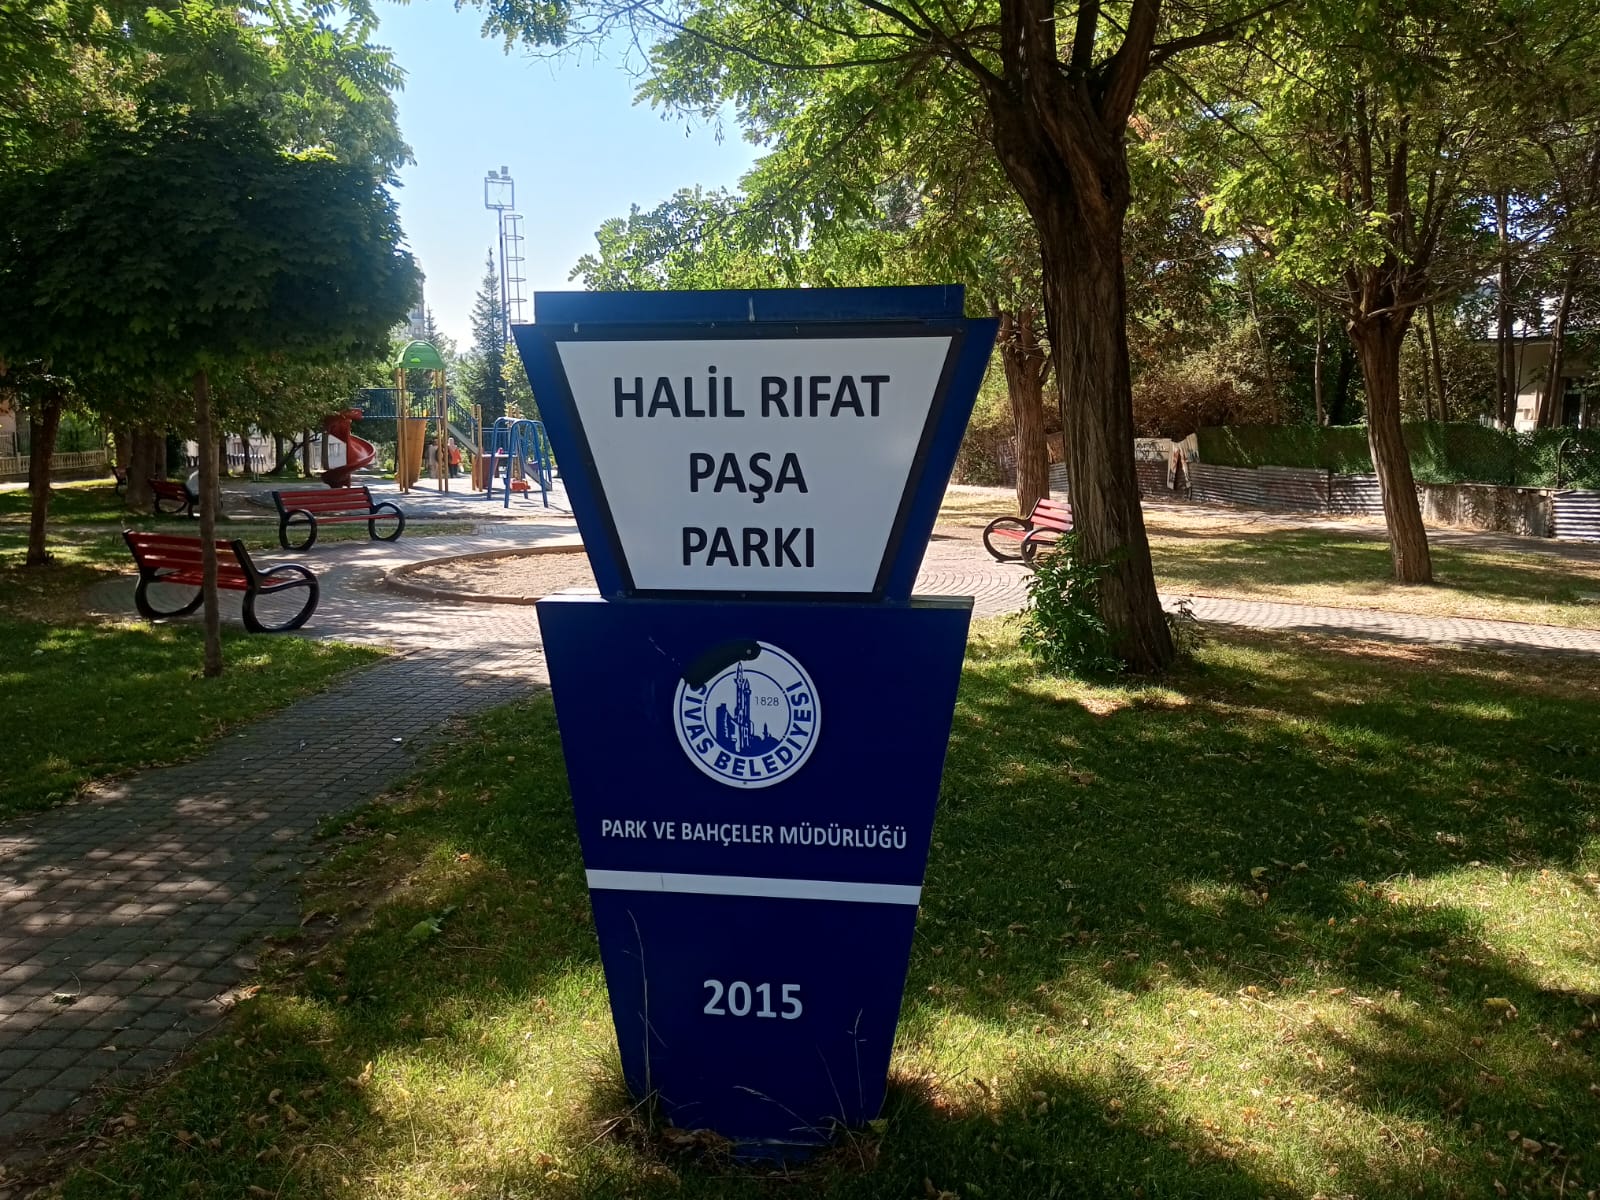 HALİL RIFAT
PAŞA
PARKI
1828
SİVAS BELEDİYESİ
PARK VE BAHÇELER MÜDÜRLÜĞÜ
2015